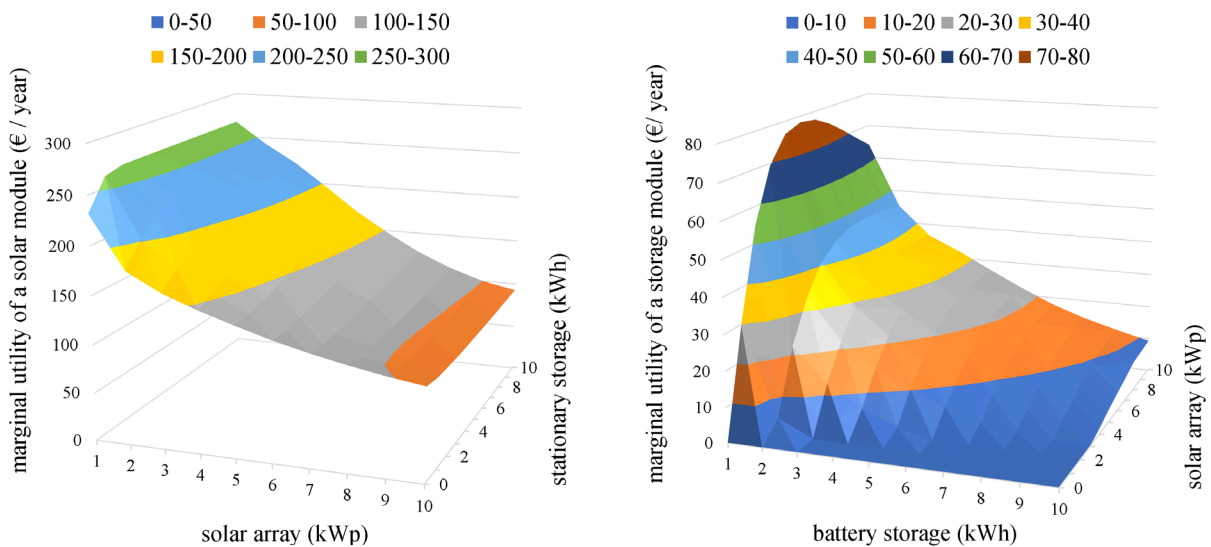 0-50 50-100 100-150
150-200 200-250 250-300
marginal utility of a solar module (€ / year)
300
250
200
150
100
50
0
1 2 3 4 5 6 7 8 9 10
solar array (kWp)
0 2 4 6 8 10
stationary storage (kWh)
0-10 10-20 20-30 30-40
40-50 50-60 60-70 70-80
marginal utility of a storage module (€/ year)
80
70
60
50
40
30
20
10
0
1 2 3 4 5 6 7 8 9 10
battery storage (kWh)
0 2 4 6 8 10
solar array (kWp)